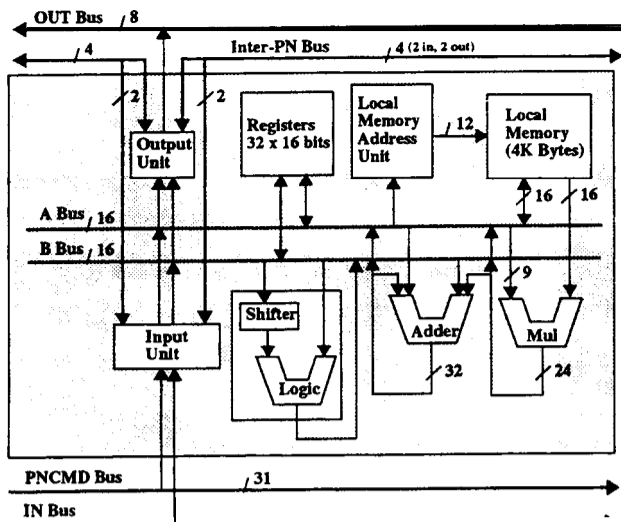 OUT Bus 8
4
Inter-PN Bus 4 (2 in, 2 out)
2
2
Output
Unit
Registers
32 x 16 bits
Local
Memory
Address
Unit
12
Local
Memory
(4K Bytes)
16
16
A Bus 16
B Bus 16
9
Shifter
Logic
Adder
Mul
Input
Unit
32
24
PNCMD Bus 31
IN Bus